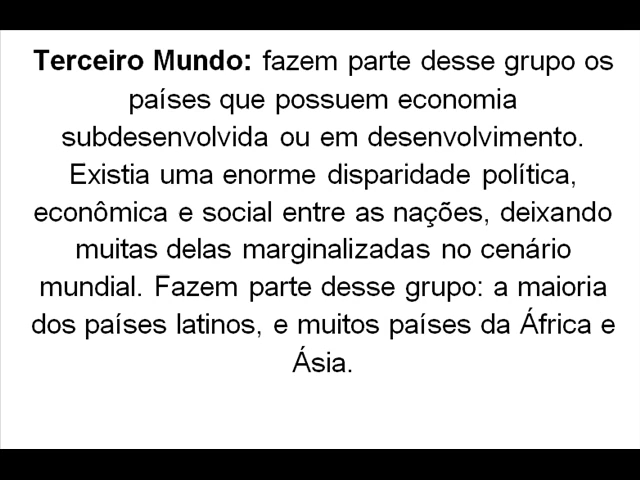 Terceiro Mundo: fazem parte desse grupo os
países que possuem economia
subdesenvolvida ou em desenvolvimento.
Existia uma enorme disparidade política,
econômica e social entre as nações, deixando
muitas delas marginalizadas no cenário
mundial. Fazem parte desse grupo: a maioria
dos países latinos, e muitos países da África e
Ásia.